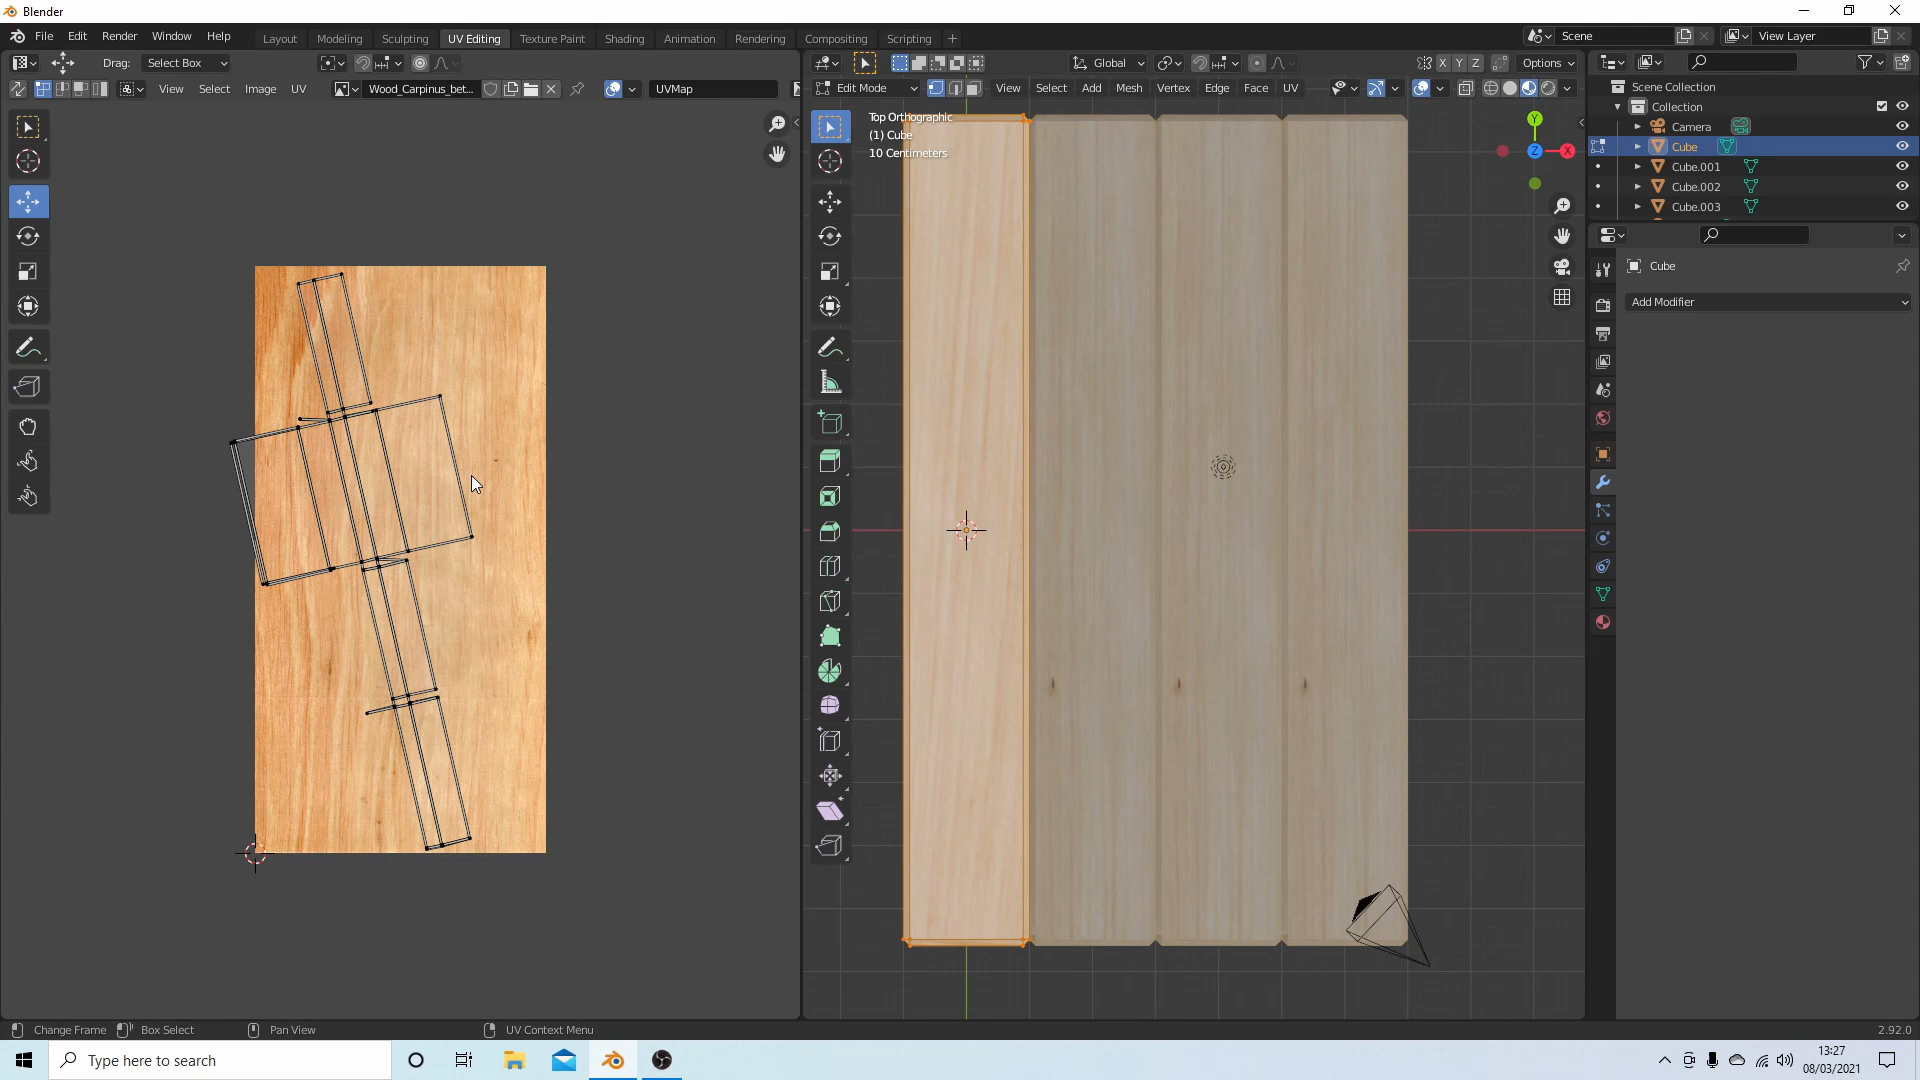 Blender
File Edit Render Window Help
Layout Modeling Sculpting UV Editing Texture Paint Shading Animation Rendering Compositing Scripting
Scene
View Layer
Drag: Select Box
Global
X Y Z
Options
View Select Image UV
Wood_Carpinus_bet...
UVMap
Edit Mode
View Select Add Mesh Vertex Edge Face UV
Top Orthographic
(1) Cube
10 Centimeters
Y
Z
X
Scene Collection
Collection
Camera
Cube
Cube.001
Cube.002
Cube.003
Cube
Add Modifier
Change Frame
Box Select
Pan View
UV Context Menu
2.92.0
Type here to search
13:27
08/03/2021